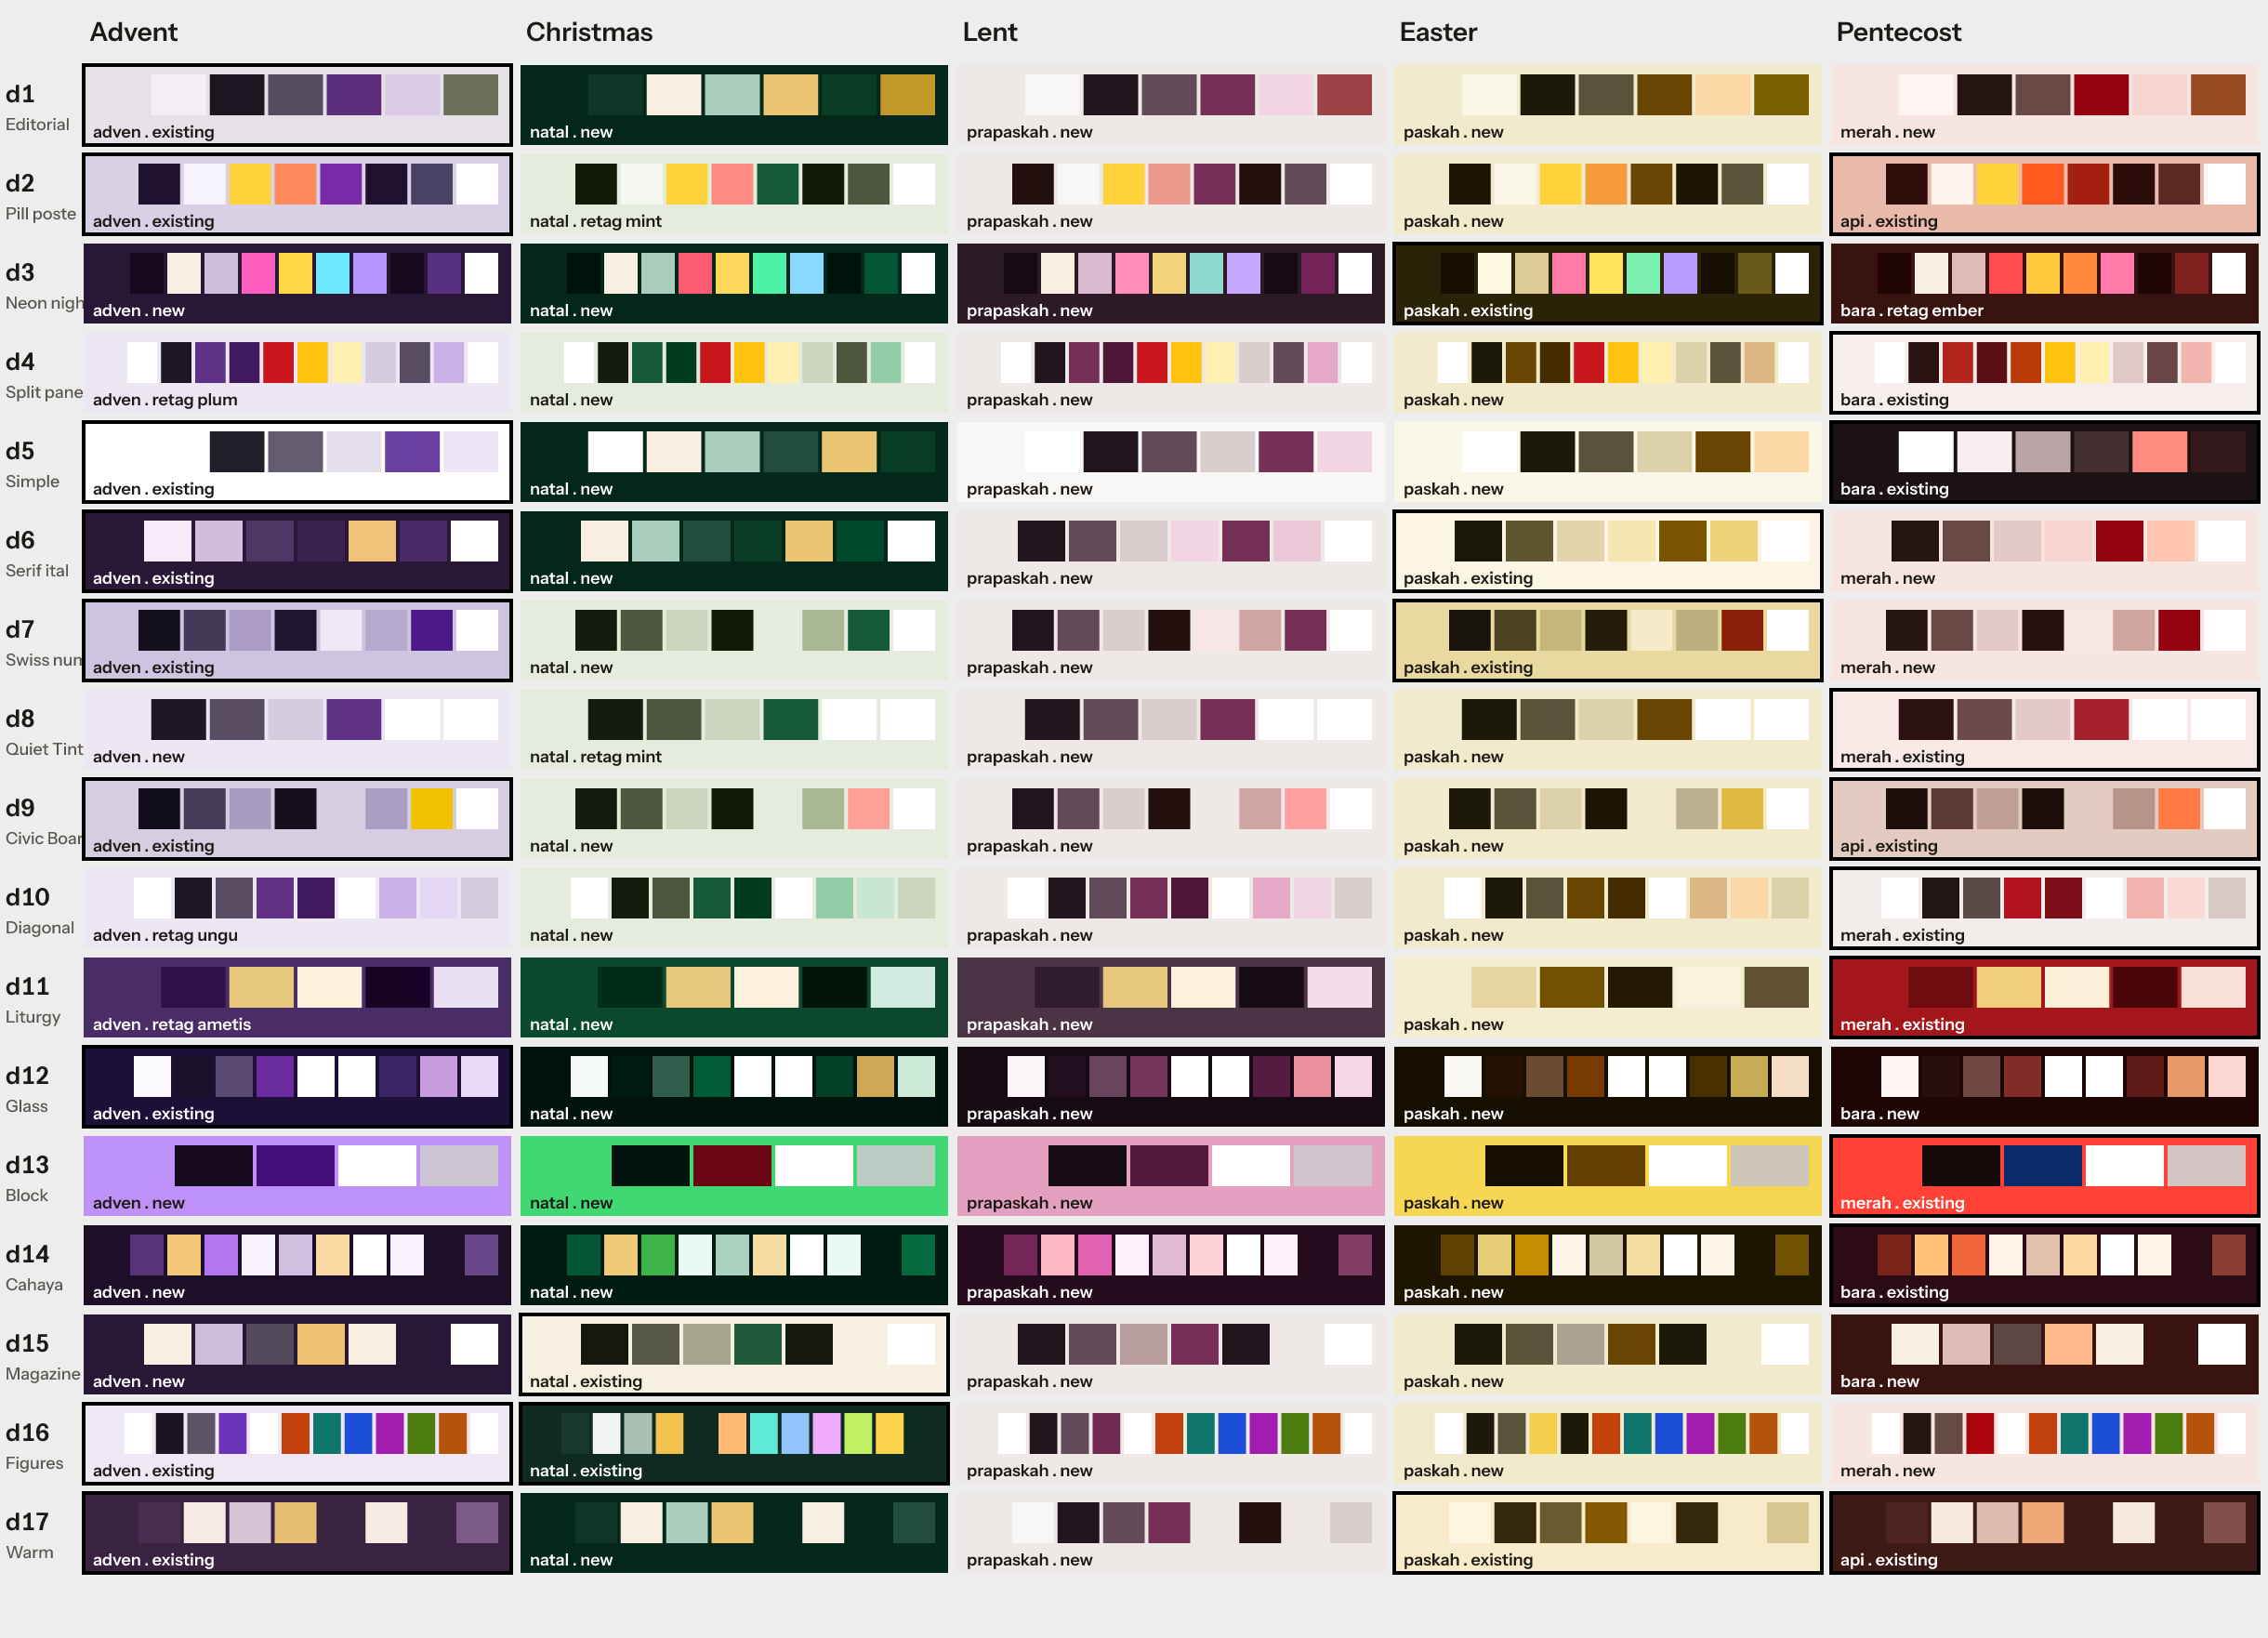 Advent Christmas Lent Easter Pentecost
d1
Editorial
adven . existing natal . new prapaskah . new paskah . new merah . new
d2
Pill poste
adven . existing natal . retag mint prapaskah . new paskah . new api . existing
d3
Neon nigh
adven . new natal . new prapaskah . new paskah . existing bara . retag ember
d4
Split pane
adven . retag plum natal . new prapaskah . new paskah . new bara . existing
d5
Simple
adven . existing natal . new prapaskah . new paskah . new bara . existing
d6
Serif ital
adven . existing natal . new prapaskah . new paskah . existing merah . new
d7
Swiss num
adven . existing natal . new prapaskah . new paskah . existing merah . new
d8
Quiet Tint
adven . new natal . retag mint prapaskah . new paskah . new merah . existing
d9
Civic Boar
adven . existing natal . new prapaskah . new paskah . new api . existing
d10
Diagonal
adven . retag ungu natal . new prapaskah . new paskah . new merah . existing
d11
Liturgy
adven . retag ametis natal . new prapaskah . new paskah . new merah . existing
d12
Glass
adven . existing natal . new prapaskah . new paskah . new bara . new
d13
Block
adven . new natal . new prapaskah . new paskah . new merah . existing
d14
Cahaya
adven . new natal . new prapaskah . new paskah . new bara . existing
d15
Magazine
adven . new natal . existing prapaskah . new paskah . new bara . new
d16
Figures
adven . existing natal . existing prapaskah . new paskah . new merah . new
d17
Warm
adven . existing natal . new prapaskah . new paskah . existing api . existing